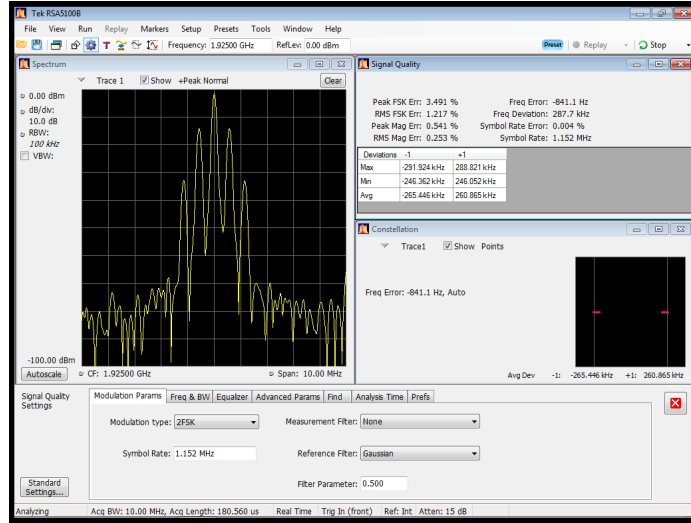 Tek RSA5100B
File View Run Replay Markers Setup Presets Tools Window Help
T Frequency: 1.92500 GHz RefLev: 0.00 dBm Preset Replay Stop
Spectrum
Trace 1 Show +Peak Normal Clear
0.00 dBm
dB/div:
10.0 dB
RBW:
100 kHz
VBW:
-100.00 dBm
Autoscale CF: 1.92500 GHz Span: 10.00 MHz
Signal Quality
Peak FSK Err: 3.491 % Freq Error: -841.1 Hz
RMS FSK Err: 1.217 % Freq Deviation: 287.7 kHz
Peak Mag Err: 0.541 % Symbol Rate Error: 0.004 %
RMS Mag Err: 0.253 % Symbol Rate: 1.152 MHz
Deviations -1 +1
Max -291.924 kHz 288.821 kHz
Min -246.362 kHz 246.052 kHz
Avg -265.446 kHz 260.865 kHz
Constellation
Trace1 Show Points
Freq Error: -841.1 Hz, Auto
Avg Dev -1: -265.446 kHz +1: 260.865 kHz
Signal Quality
Settings
Modulation Params Freq & BW Equalizer Advanced Params Find Analysis Time Prefs
Modulation type: 2FSK Measurement Filter: None
Symbol Rate: 1.152 MHz Reference Filter: Gaussian
Filter Parameter: 0.500
Standard
Settings...
Analyzing Acq BW: 10.00 MHz, Acq Length: 180.560 us Real Time Trig In (front) Ref: Int Atten: 15 dB